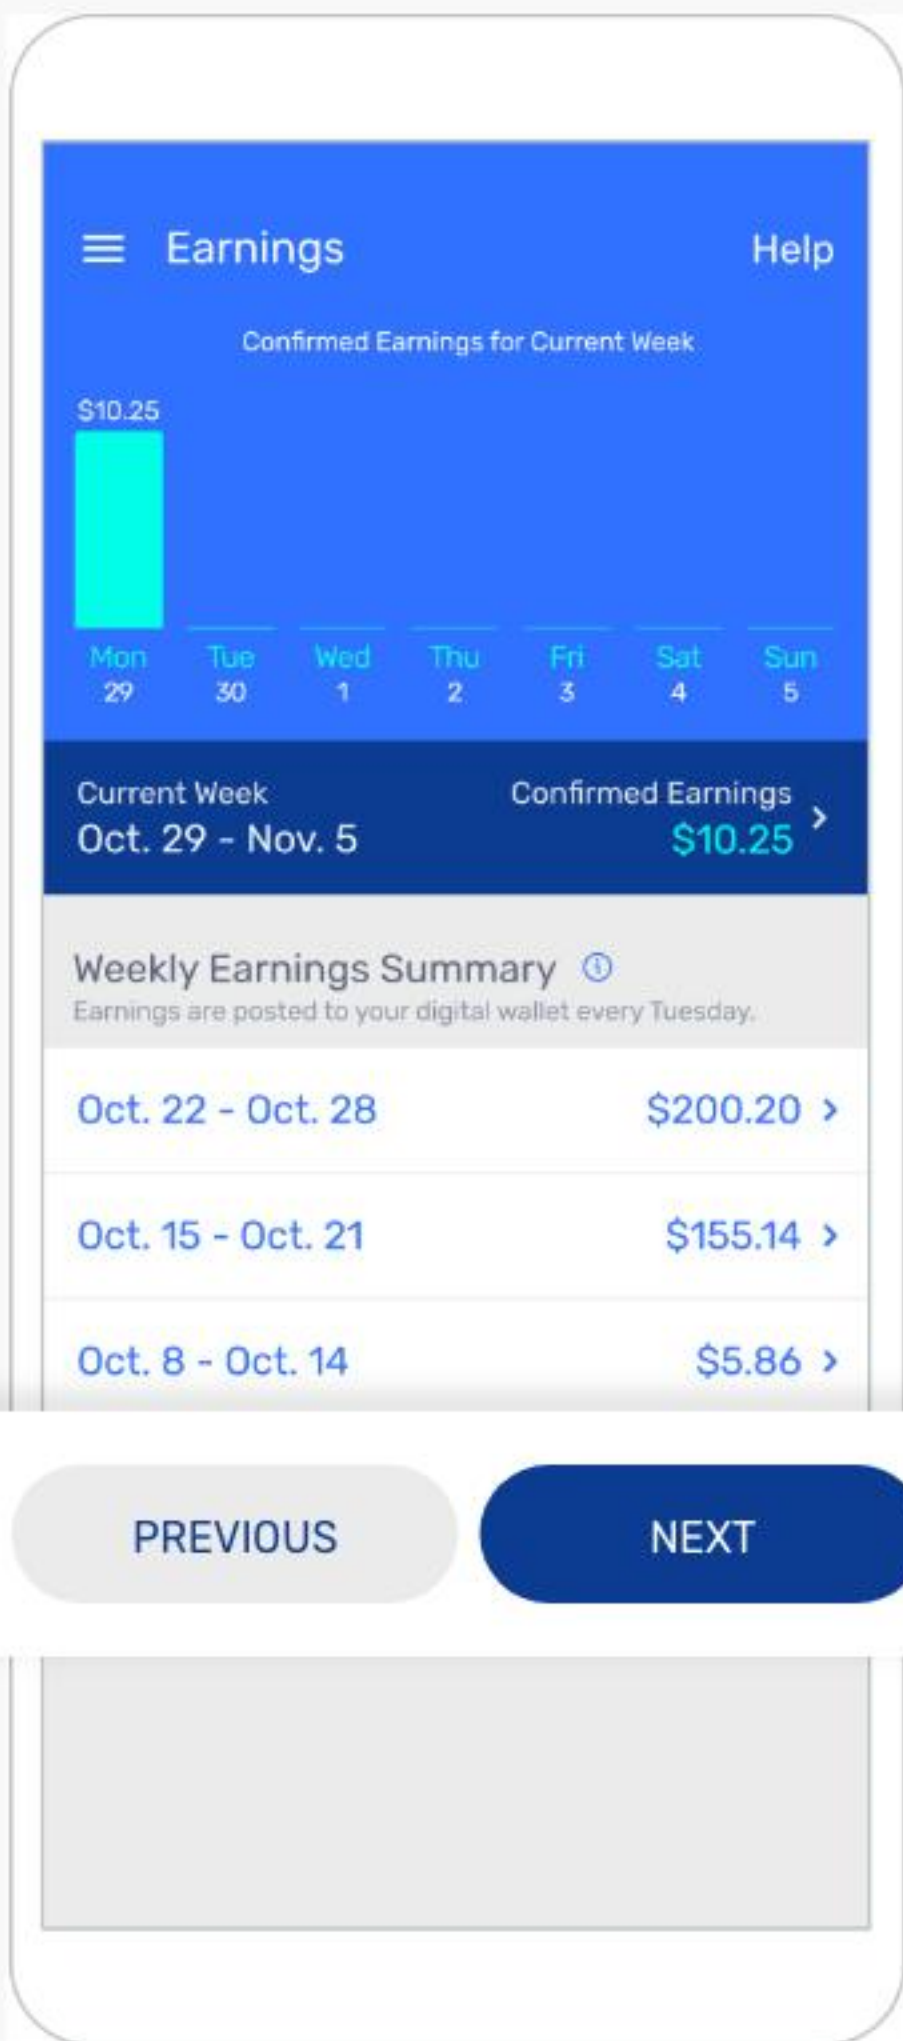 Earnings Help
Confirmed Earnings for Current Week
$10.25
Mon Tue Wed Thu Fri Sat Sun
29 30 1 2 3 4 5
Current Week Confirmed Earnings
Oct. 29 - Nov. 5 $10.25 >
Weekly Earnings Summary
Earnings are posted to your digital wallet every Tuesday.
Oct. 22 - Oct. 28 $200.20 >
Oct. 15 - Oct. 21 $155.14 >
Oct. 8 - Oct. 14 $5.86 >
PREVIOUS NEXT